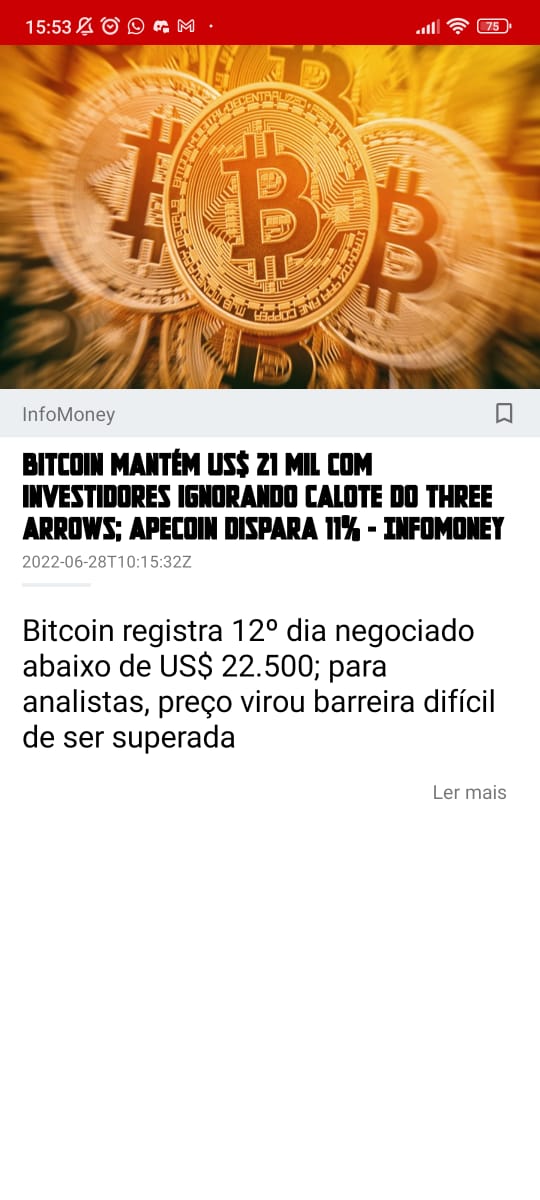 15:53
75
InfoMoney
BITCOIN MANTÉM US$ 21 MIL COM
INVESTIDORES IGNORANDO CALOTE DO THREE
ARROWS; APECOIN DISPARA 11% - INFOMONEY
2022-06-28T10:15:32Z
Bitcoin registra 12º dia negociado
abaixo de US$ 22.500; para
analistas, preço virou barreira difícil
de ser superada
Ler mais